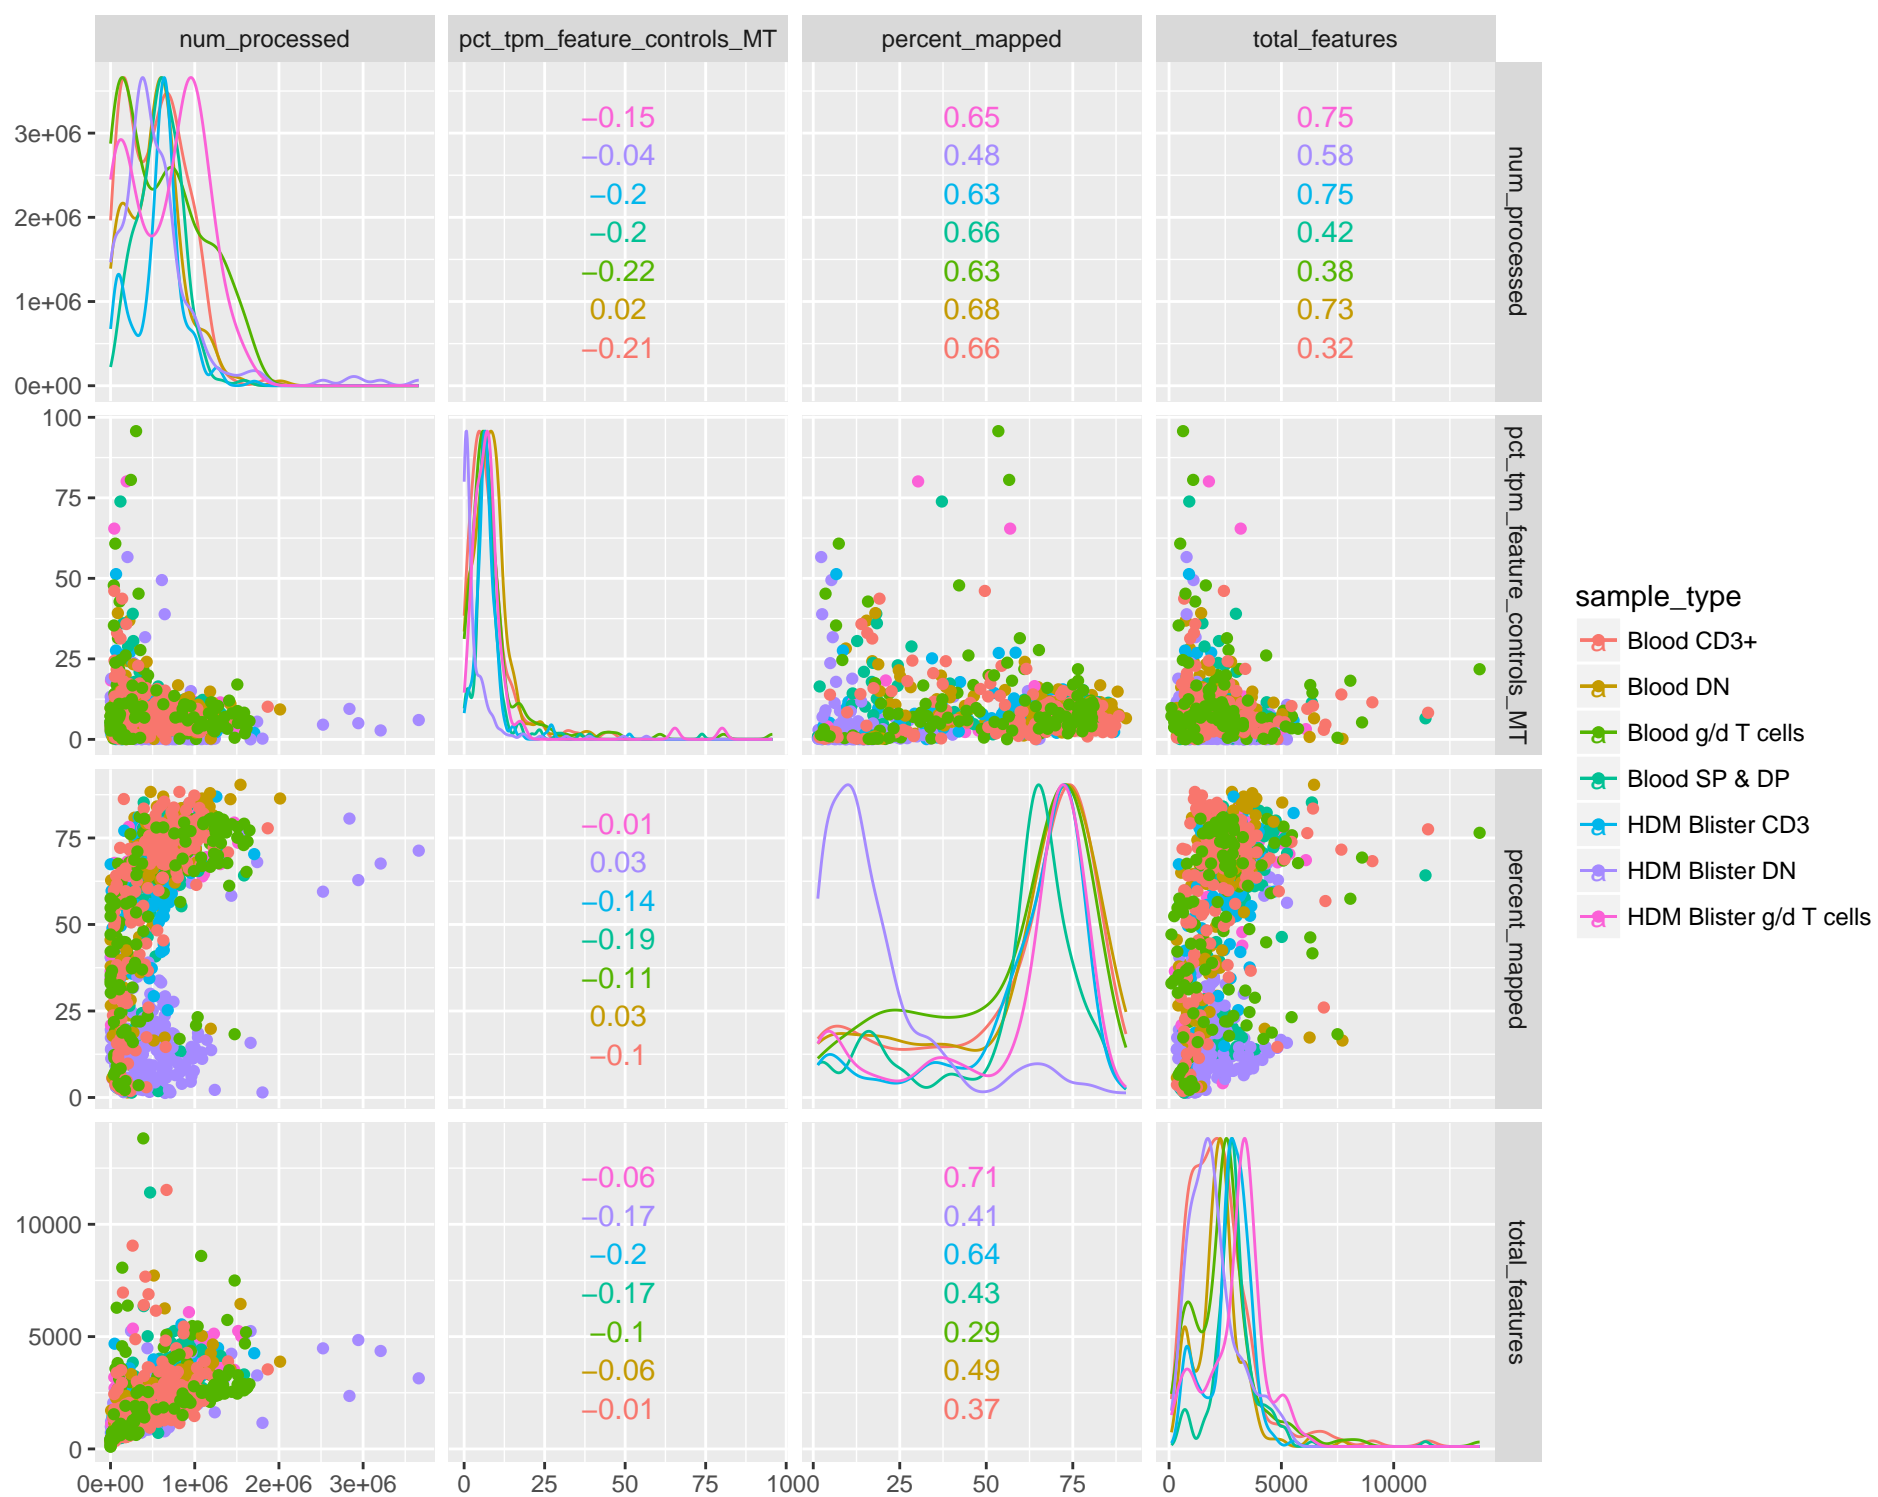 num_processed
pct_tpm_feature_controls_MT
percent_mapped
total_features
3e+06
2e+06
1e+06
0e+00
−0.15
−0.04
−0.2
−0.2
−0.22
0.02
−0.21
0.65
0.48
0.63
0.66
0.63
0.68
0.66
0.75
0.58
0.75
0.42
0.38
0.73
0.32
num_processed
100
75
50
25
0
pct_tpm_feature_controls_MT
75
50
25
0
−0.01
0.03
−0.14
−0.19
−0.11
0.03
−0.1
percent_mapped
10000
5000
0
−0.06
−0.17
−0.2
−0.17
−0.1
−0.06
−0.01
0.71
0.41
0.64
0.43
0.29
0.49
0.37
total_features
0e+00 1e+06 2e+06 3e+06
0 25 50 75 100
0 25 50 75
0 5000 10000
sample_type
a Blood CD3+
a Blood DN
a Blood g/d T cells
a Blood SP & DP
a HDM Blister CD3
a HDM Blister DN
a HDM Blister g/d T cells